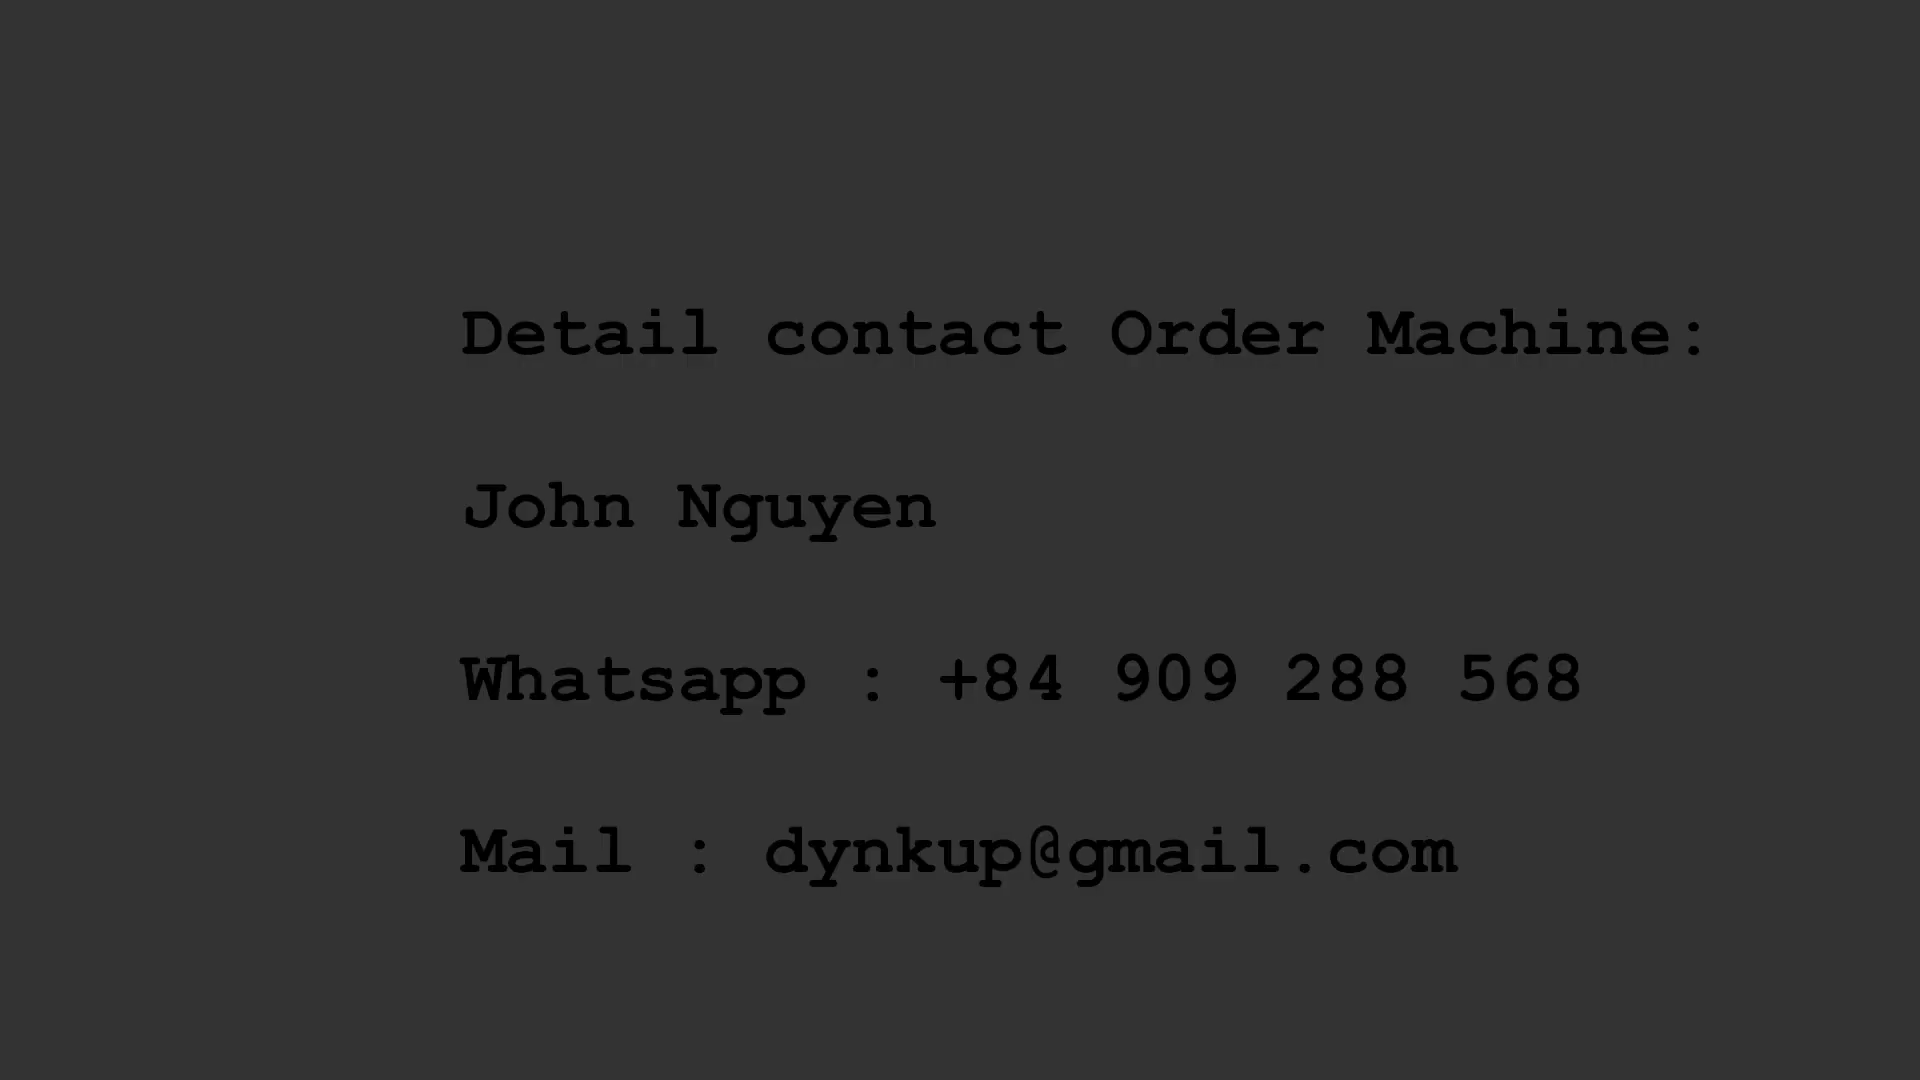 Detail contact Order Machine:
John Nguyen
Whatsapp : +84 909 288 568
Mail : dynkup@gmail.com